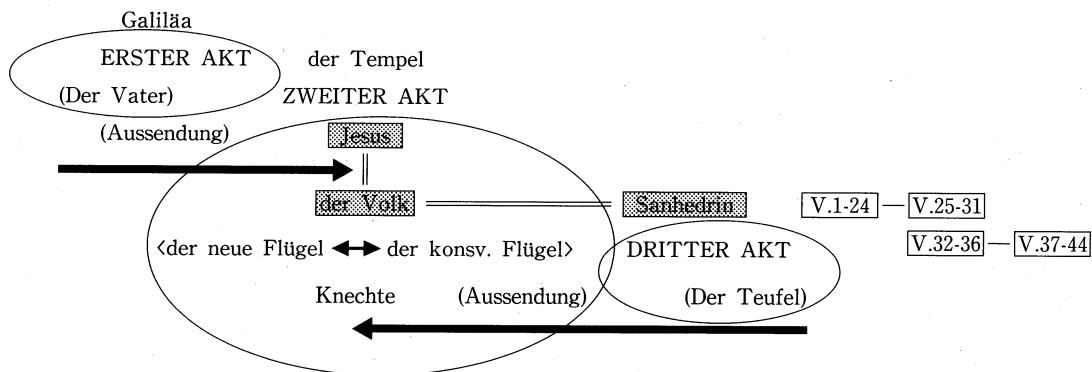 Galiläa
ERSTER AKT der Tempel
(Der Vater) ZWEITER AKT
(Aussendung) Jesus
der Volk Sanhedrin V.1-24 — V.25-31
<der neue Flügel ↔ der konsv. Flügel> DRITTER AKT V.32-36 — V.37-44
Knechte (Aussendung) (Der Teufel)